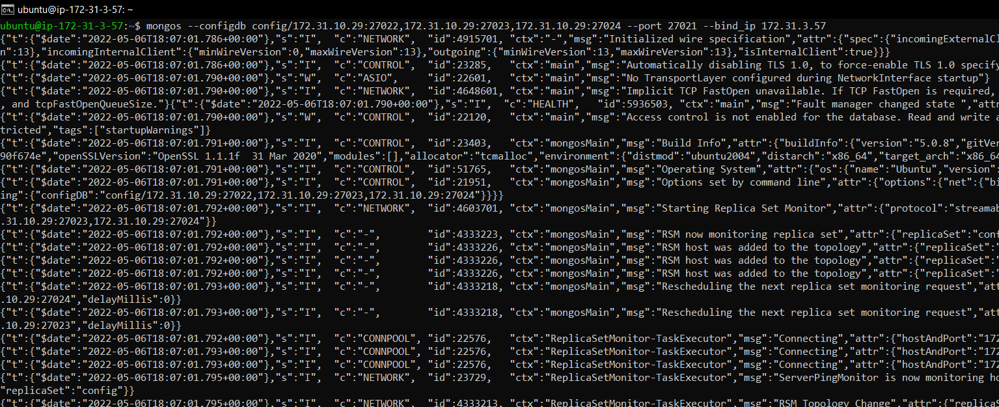 ubuntu@ip-172-31-3-57: ~
ubuntu@ip-172-31-3-57:~$ mongos --configdb config/172.31.10.29:27022,172.31.10.29:27023,172.31.10.29:27024 --port 27021 --bind_ip 172.31.3.57
{"t":{"$date":"2022-05-06T18:07:01.786+00:00"},"s":"I",  "c":"NETWORK",  "id":4915701, "ctx":"-","msg":"Initialized wire specification","attr":{"spec":{"incomingExternalCl
n":13},"incomingInternalClient":{"minWireVersion":0,"maxWireVersion":13},"outgoing":{"minWireVersion":13,"maxWireVersion":13},"isInternalClient":true}}}
{"t":{"$date":"2022-05-06T18:07:01.786+00:00"},"s":"I",  "c":"CONTROL",  "id":23285,   "ctx":"main","msg":"Automatically disabling TLS 1.0, to force-enable TLS 1.0 specify
{"t":{"$date":"2022-05-06T18:07:01.790+00:00"},"s":"W",  "c":"ASIO",     "id":22601,   "ctx":"main","msg":"No TransportLayer configured during NetworkInterface startup"}
{"t":{"$date":"2022-05-06T18:07:01.790+00:00"},"s":"I",  "c":"NETWORK",  "id":4648601, "ctx":"main","msg":"Implicit TCP FastOpen unavailable. If TCP FastOpen is required,
, and tcpFastOpenQueueSize."}{"t":{"$date":"2022-05-06T18:07:01.790+00:00"},"s":"I",  "c":"HEALTH",   "id":5936503, "ctx":"main","msg":"Fault manager changed state ","attr
{"t":{"$date":"2022-05-06T18:07:01.790+00:00"},"s":"W",  "c":"CONTROL",  "id":22120,   "ctx":"main","msg":"Access control is not enabled for the database. Read and write a
tricted","tags":["startupWarnings"]}
{"t":{"$date":"2022-05-06T18:07:01.791+00:00"},"s":"I",  "c":"CONTROL",  "id":23403,   "ctx":"mongosMain","msg":"Build Info","attr":{"buildInfo":{"version":"5.0.8","gitVer
90f674e","openSSLVersion":"OpenSSL 1.1.1f  31 Mar 2020","modules":[],"allocator":"tcmalloc","environment":{"distmod":"ubuntu2004","distarch":"x86_64","target_arch":"x86_64
{"t":{"$date":"2022-05-06T18:07:01.791+00:00"},"s":"I",  "c":"CONTROL",  "id":51765,   "ctx":"mongosMain","msg":"Operating System","attr":{"os":{"name":"Ubuntu","version":
{"t":{"$date":"2022-05-06T18:07:01.791+00:00"},"s":"I",  "c":"CONTROL",  "id":21951,   "ctx":"mongosMain","msg":"Options set by command line","attr":{"options":{"net":{"bi
ing":{"configDB":"config/172.31.10.29:27022,172.31.10.29:27023,172.31.10.29:27024"}}}}
{"t":{"$date":"2022-05-06T18:07:01.792+00:00"},"s":"I",  "c":"NETWORK",  "id":4603701, "ctx":"mongosMain","msg":"Starting Replica Set Monitor","attr":{"protocol":"streamab
.31.10.29:27023,172.31.10.29:27024"}}
{"t":{"$date":"2022-05-06T18:07:01.792+00:00"},"s":"I",  "c":"-",        "id":4333223, "ctx":"mongosMain","msg":"RSM now monitoring replica set","attr":{"replicaSet":"conf
{"t":{"$date":"2022-05-06T18:07:01.792+00:00"},"s":"I",  "c":"-",        "id":4333226, "ctx":"mongosMain","msg":"RSM host was added to the topology","attr":{"replicaSet":"
{"t":{"$date":"2022-05-06T18:07:01.792+00:00"},"s":"I",  "c":"-",        "id":4333226, "ctx":"mongosMain","msg":"RSM host was added to the topology","attr":{"replicaSet":"
{"t":{"$date":"2022-05-06T18:07:01.792+00:00"},"s":"I",  "c":"-",        "id":4333226, "ctx":"mongosMain","msg":"RSM host was added to the topology","attr":{"replicaSet":"
{"t":{"$date":"2022-05-06T18:07:01.793+00:00"},"s":"I",  "c":"-",        "id":4333218, "ctx":"mongosMain","msg":"Rescheduling the next replica set monitoring request","att
.10.29:27024","delayMillis":0}}
{"t":{"$date":"2022-05-06T18:07:01.793+00:00"},"s":"I",  "c":"-",        "id":4333218, "ctx":"mongosMain","msg":"Rescheduling the next replica set monitoring request","att
.10.29:27023","delayMillis":0}}
{"t":{"$date":"2022-05-06T18:07:01.792+00:00"},"s":"I",  "c":"CONNPOOL", "id":22576,   "ctx":"ReplicaSetMonitor-TaskExecutor","msg":"Connecting","attr":{"hostAndPort":"172
{"t":{"$date":"2022-05-06T18:07:01.793+00:00"},"s":"I",  "c":"CONNPOOL", "id":22576,   "ctx":"ReplicaSetMonitor-TaskExecutor","msg":"Connecting","attr":{"hostAndPort":"172
{"t":{"$date":"2022-05-06T18:07:01.793+00:00"},"s":"I",  "c":"CONNPOOL", "id":22576,   "ctx":"ReplicaSetMonitor-TaskExecutor","msg":"Connecting","attr":{"hostAndPort":"172
{"t":{"$date":"2022-05-06T18:07:01.795+00:00"},"s":"I",  "c":"NETWORK",  "id":23729,   "ctx":"ReplicaSetMonitor-TaskExecutor","msg":"ServerPingMonitor is now monitoring ho
"replicaSet":"config"}}
{"t":{"$date":"2022-05-06T18:07:01.795+00:00"},"s":"I",  "c":"NETWORK",  "id":4333213, "ctx":"ReplicaSetMonitor-TaskExecutor","msg":"RSM Topology Change","attr":{"replicaS